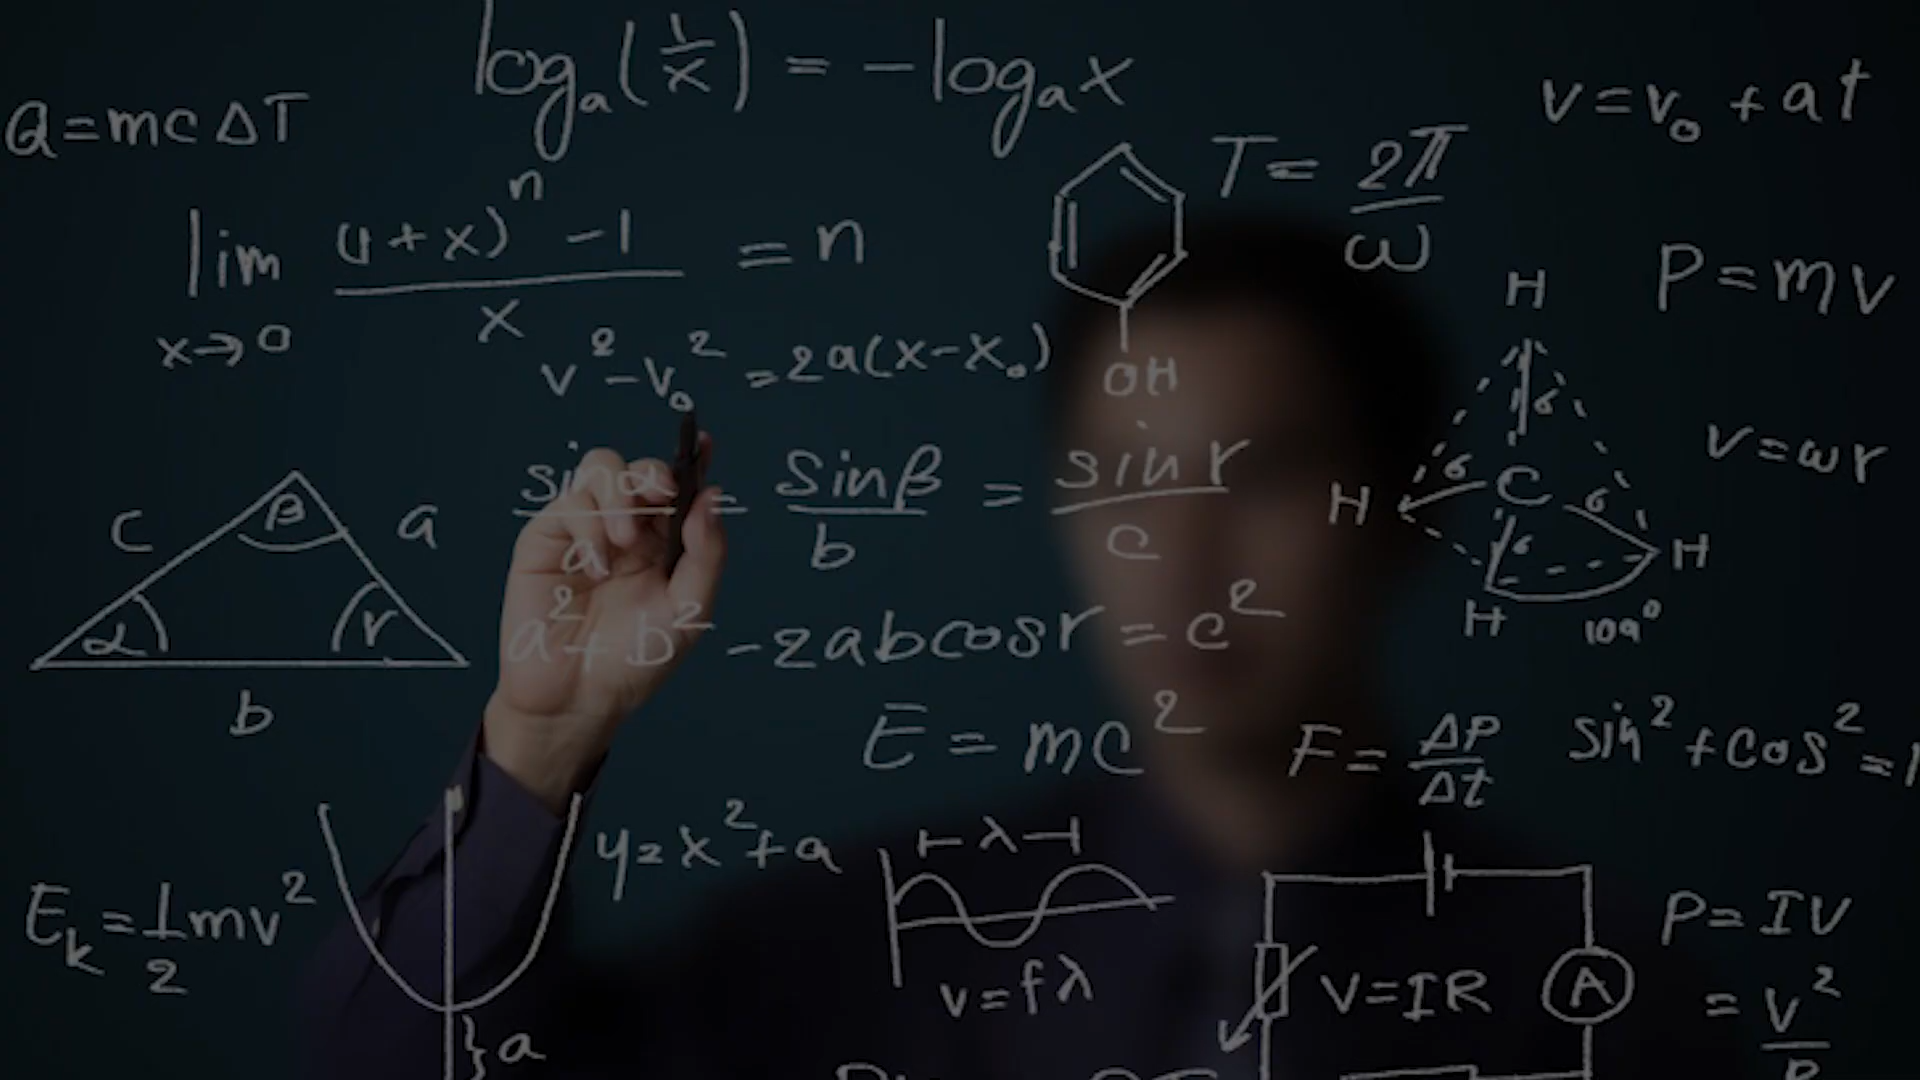 log_a(1/x) = -log_a x
Q=mcΔT
v=v₀+at
T=2π/ω
lim x→0 ((1+x)ⁿ-1)/x = n
P=mv
H
v²-v₀²=2a(x-x₀)
OH
v=ωr
sinα/a = sinβ/b = sin r/c
σ
σ
C
σ
H
H
σ
H
109°
c
β
a
α
r
b
a²+b²-2abcosr=c²
E=mc²
F=ΔP/Δt
sin²+cos²=1
λ
y=x²+a
E_k=1/2mv²
P=IV
V=IR
A
v=fλ
=V²/R
a